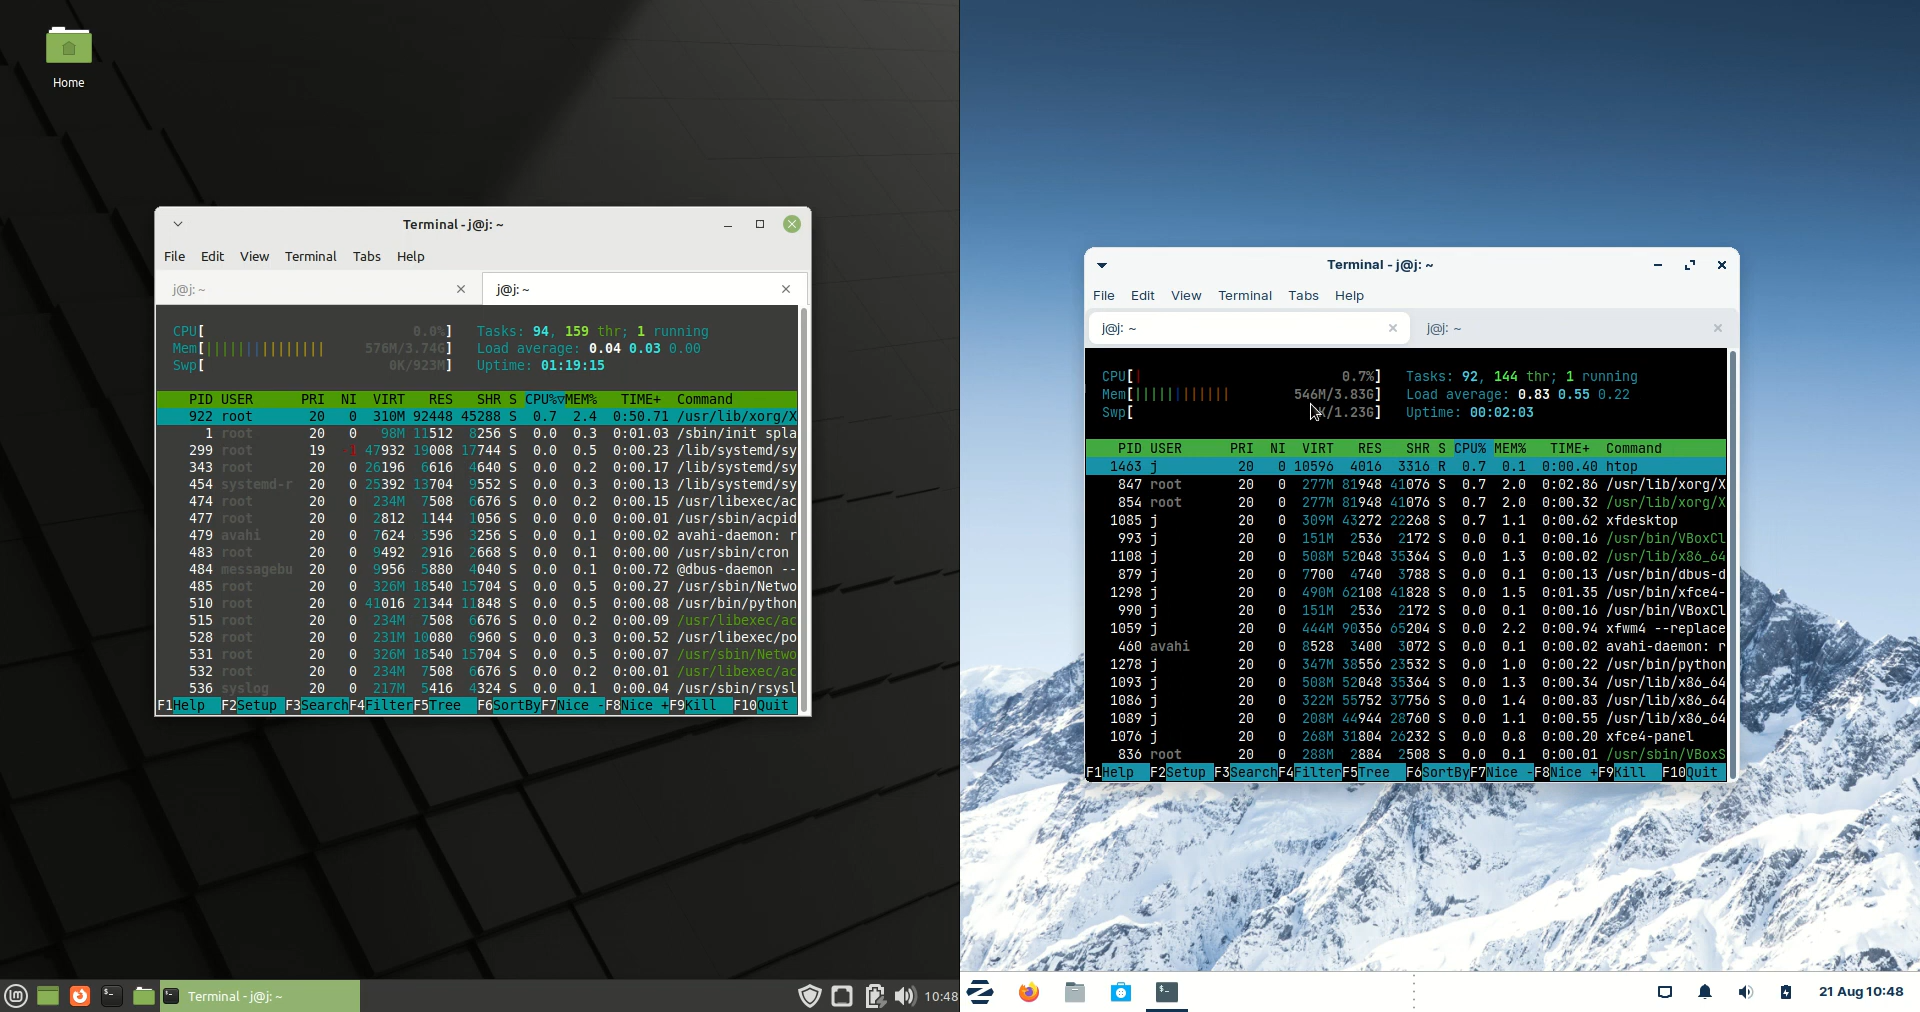 Home
Terminal - j@j: ~
File Edit View Terminal Tabs Help
j@j: ~
j@j: ~
CPU[ 0.0%] Tasks: 94, 159 thr; 1 running
Mem[|||||||||||||||576M/3.74G] Load average: 0.04 0.03 0.00
Swp[ 0K/923M] Uptime: 01:19:15
PID USER PRI NI VIRT RES SHR S CPU%▽MEM% TIME+ Command
922 root 20 0 310M 92448 45288 S 0.7 2.4 0:50.71 /usr/lib/xorg/X
1 root 20 0 98M 11512 8256 S 0.0 0.3 0:01.03 /sbin/init spla
299 root 19 -1 47932 19008 17744 S 0.0 0.5 0:00.23 /lib/systemd/sy
343 root 20 0 26196 6616 4640 S 0.0 0.2 0:00.17 /lib/systemd/sy
454 systemd-r 20 0 25392 13704 9552 S 0.0 0.3 0:00.13 /lib/systemd/sy
474 root 20 0 234M 7508 6676 S 0.0 0.2 0:00.15 /usr/libexec/ac
477 root 20 0 2812 1144 1056 S 0.0 0.0 0:00.01 /usr/sbin/acpid
479 avahi 20 0 7624 3596 3256 S 0.0 0.1 0:00.02 avahi-daemon: r
483 root 20 0 9492 2916 2668 S 0.0 0.1 0:00.00 /usr/sbin/cron
484 messagebu 20 0 9956 5880 4040 S 0.0 0.1 0:00.72 @dbus-daemon --
485 root 20 0 326M 18540 15704 S 0.0 0.5 0:00.27 /usr/sbin/Netwo
510 root 20 0 41016 21344 11848 S 0.0 0.5 0:00.08 /usr/bin/python
515 root 20 0 234M 7508 6676 S 0.0 0.2 0:00.09 /usr/libexec/ac
528 root 20 0 231M 10080 6960 S 0.0 0.3 0:00.52 /usr/libexec/po
531 root 20 0 326M 18540 15704 S 0.0 0.5 0:00.07 /usr/sbin/Netwo
532 root 20 0 234M 7508 6676 S 0.0 0.2 0:00.01 /usr/libexec/ac
536 syslog 20 0 217M 5416 4324 S 0.0 0.1 0:00.04 /usr/sbin/rsysl
F1Help F2Setup F3SearchF4FilterF5Tree F6SortByF7Nice -F8Nice +F9Kill F10Quit
Terminal - j@j: ~
10:48
Terminal - j@j: ~
File Edit View Terminal Tabs Help
j@j: ~
j@j: ~
CPU[| 0.7%] Tasks: 92, 144 thr; 1 running
Mem[|||||||||||| 546M/3.83G] Load average: 0.83 0.55 0.22
Swp[ K/1.23G] Uptime: 00:02:03
PID USER PRI NI VIRT RES SHR S CPU% MEM% TIME+ Command
1463 j 20 0 10596 4016 3316 R 0.7 0.1 0:00.40 htop
847 root 20 0 277M 81948 41076 S 0.7 2.0 0:02.86 /usr/lib/xorg/X
854 root 20 0 277M 81948 41076 S 0.7 2.0 0:00.32 /usr/lib/xorg/X
1085 j 20 0 309M 43272 22268 S 0.7 1.1 0:00.62 xfdesktop
993 j 20 0 151M 2536 2172 S 0.0 0.1 0:00.16 /usr/bin/VBoxCl
1108 j 20 0 508M 52048 35364 S 0.0 1.3 0:00.02 /usr/lib/x86_64
879 j 20 0 7700 4740 3788 S 0.0 0.1 0:00.13 /usr/bin/dbus-d
1298 j 20 0 490M 62108 41828 S 0.0 1.5 0:01.35 /usr/bin/xfce4-
990 j 20 0 151M 2536 2172 S 0.0 0.1 0:00.16 /usr/bin/VBoxCl
1059 j 20 0 444M 90356 65204 S 0.0 2.2 0:00.94 xfwm4 --replace
460 avahi 20 0 8528 3400 3072 S 0.0 0.1 0:00.02 avahi-daemon: r
1278 j 20 0 347M 38556 23532 S 0.0 1.0 0:00.22 /usr/bin/python
1093 j 20 0 508M 52048 35364 S 0.0 1.3 0:00.34 /usr/lib/x86_64
1086 j 20 0 322M 55752 37756 S 0.0 1.4 0:00.83 /usr/lib/x86_64
1089 j 20 0 208M 44944 28760 S 0.0 1.1 0:00.55 /usr/lib/x86_64
1076 j 20 0 268M 31804 26232 S 0.0 0.8 0:00.20 xfce4-panel
836 root 20 0 288M 2884 2508 S 0.0 0.1 0:00.01 /usr/sbin/VBoxS
F1Help F2Setup F3SearchF4FilterF5Tree F6SortByF7Nice -F8Nice +F9Kill F10Quit
21 Aug 10:48